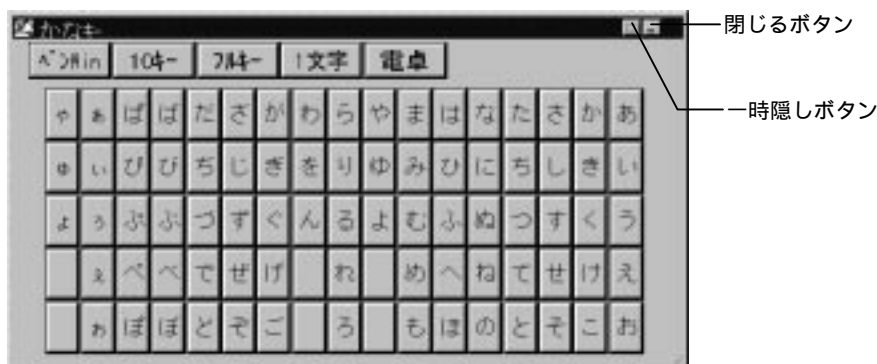 かなキー
閉じるボタン
ペンWin 10キー フルキー 1文字 電卓
一時隠しボタン
ゃ ぁ ぱ ば だ ざ が わ ら や ま は な た さ か あ
ゅ ぃ ぴ び ぢ じ ぎ を り ゆ み ひ に ち し き い
ょ ぅ ぷ ぶ づ ず ぐ ん る よ む ふ ぬ つ す く う
ぇ ぺ べ で ぜ げ れ め へ ね て せ け え
ぉ ぽ ぼ ど ぞ ご ろ も ほ の と そ こ お